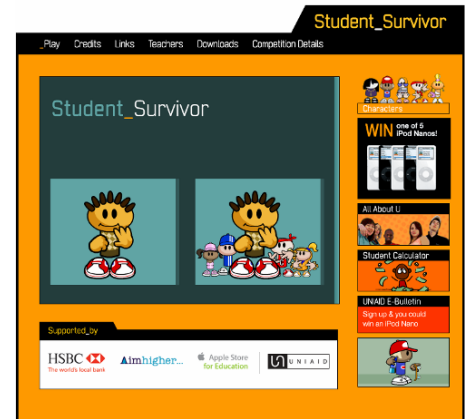 Student_Survivor
_Play Credits Links Teachers Downloads Competition Details
Student_Survivor
Characters
WIN one of 5
iPod Nanos!
All About U
Student Calculator
UNIAID E-Bulletin
Sign up & you could
win an iPod Nano
Supported_by
HSBC
The world's local bank
Aimhigher...
Apple Store
for Education
UNIAID